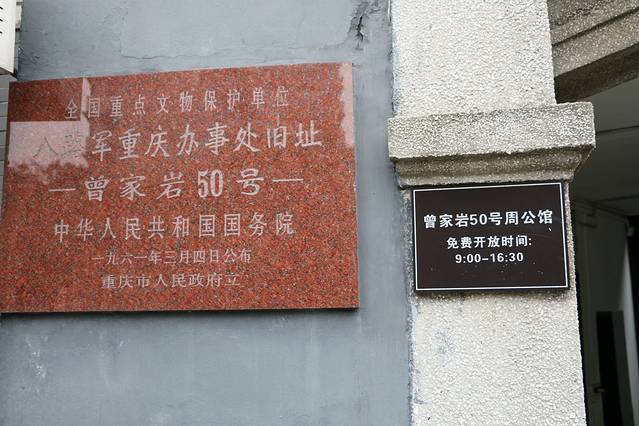 全国重点文物保护单位
八路军重庆办事处旧址
—曾家岩50号—
中华人民共和国国务院
一九六一年三月四日公布
重庆市人民政府立
曾家岩50号周公馆
免费开放时间:
9:00-16:30